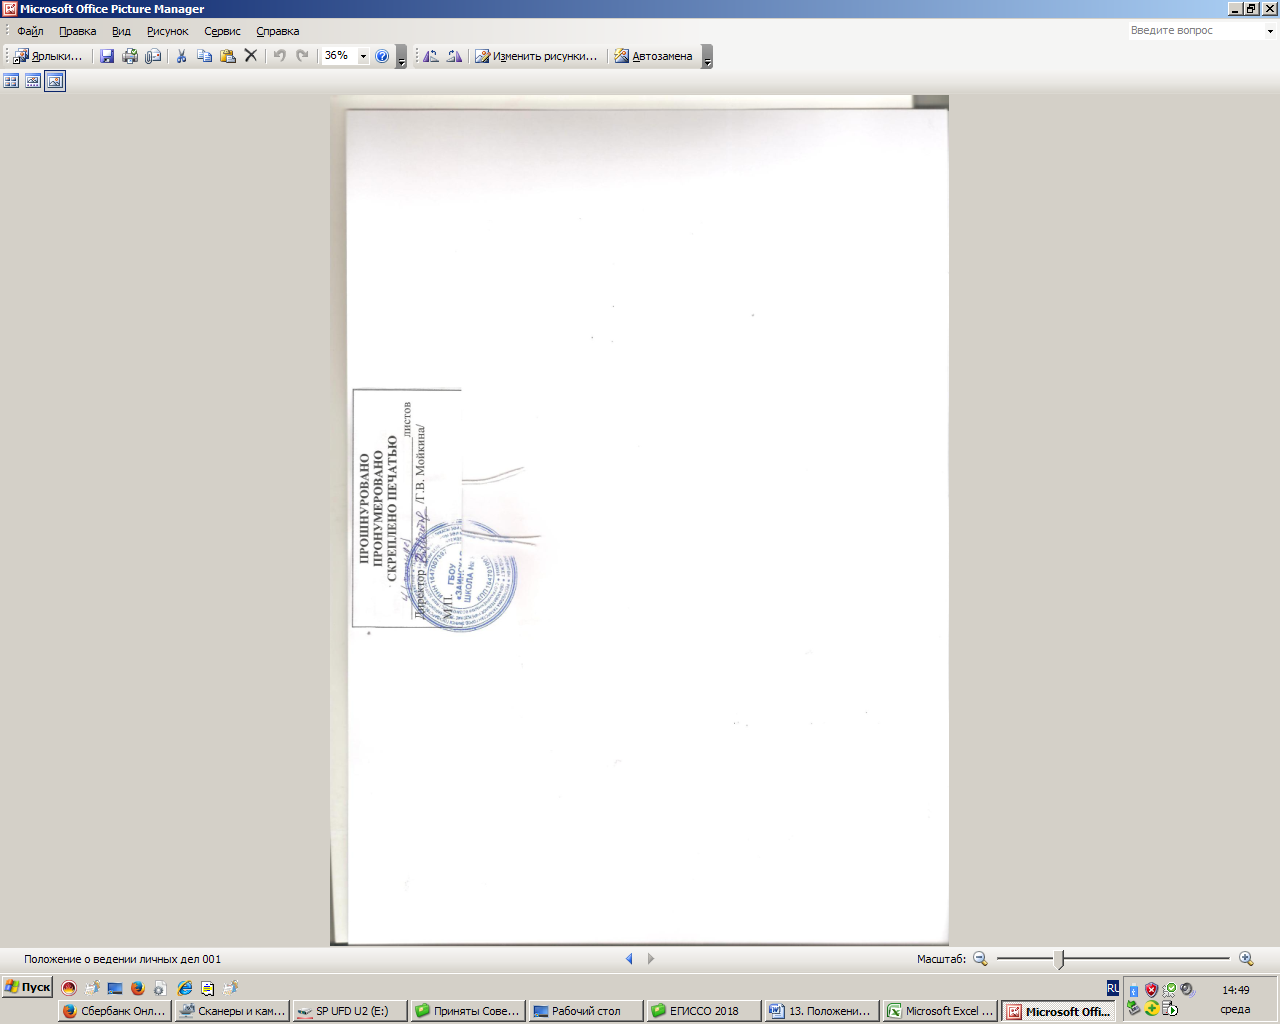 Microsoft Office Picture Manager
Файл Правка Вид Рисунок Сервис Справка
Введите вопрос
Ярлыки... 36% Изменить рисунки... Автозамена
ПРОШНУРОВАНО
ПРОНУМЕРОВАНО
СКРЕПЛЕНО ПЕЧАТЬЮ
листов
Директор /Г.В. Мойкина/
М.П.
ГБОУ
ШКОЛА №
Положение о ведении личных дел 001
Масштаб:
Пуск
RL
14:49
Сбербанк Онл...
Сканеры и кам...
SP UFD U2 (E:)
Приняты Сове...
Рабочий стол
ЕПИССО 2018
13. Положени...
Microsoft Excel ...
Microsoft Offi...
среда